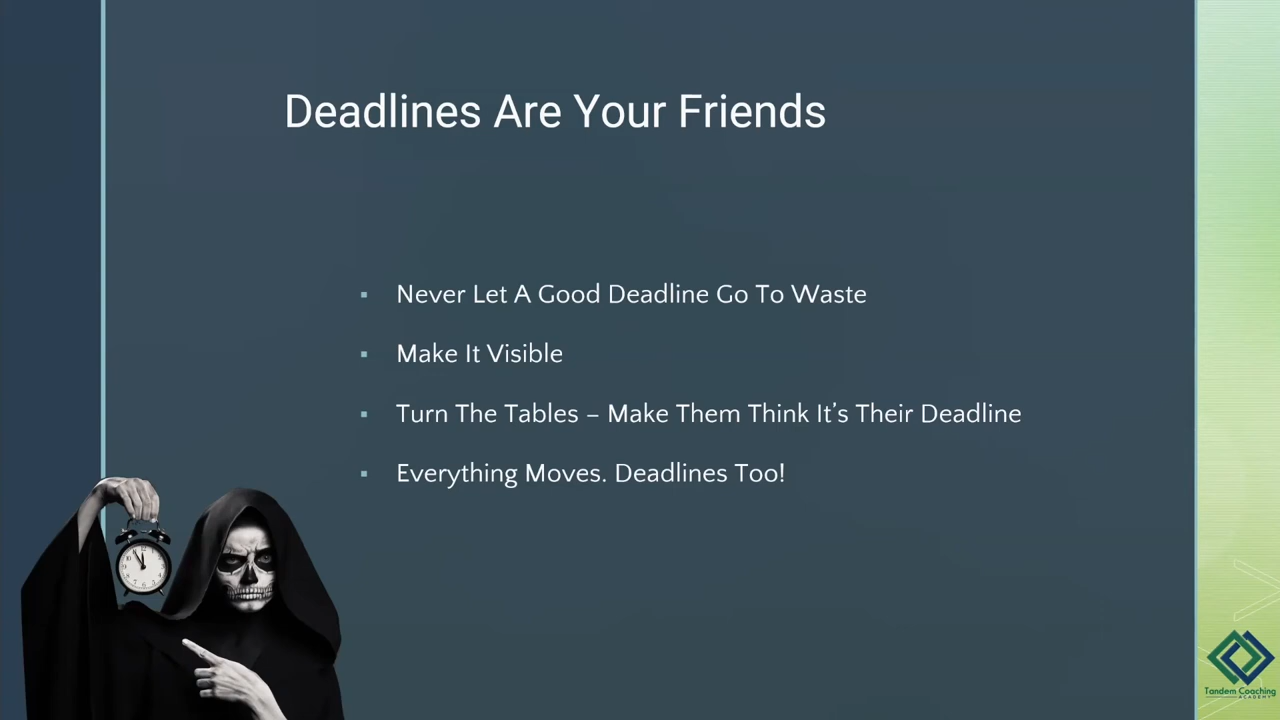 Deadlines Are Your Friends
▪ Never Let A Good Deadline Go To Waste
▪ Make It Visible
▪ Turn The Tables – Make Them Think It’s Their Deadline
▪ Everything Moves. Deadlines Too!
Tandem Coaching
ACADEMY